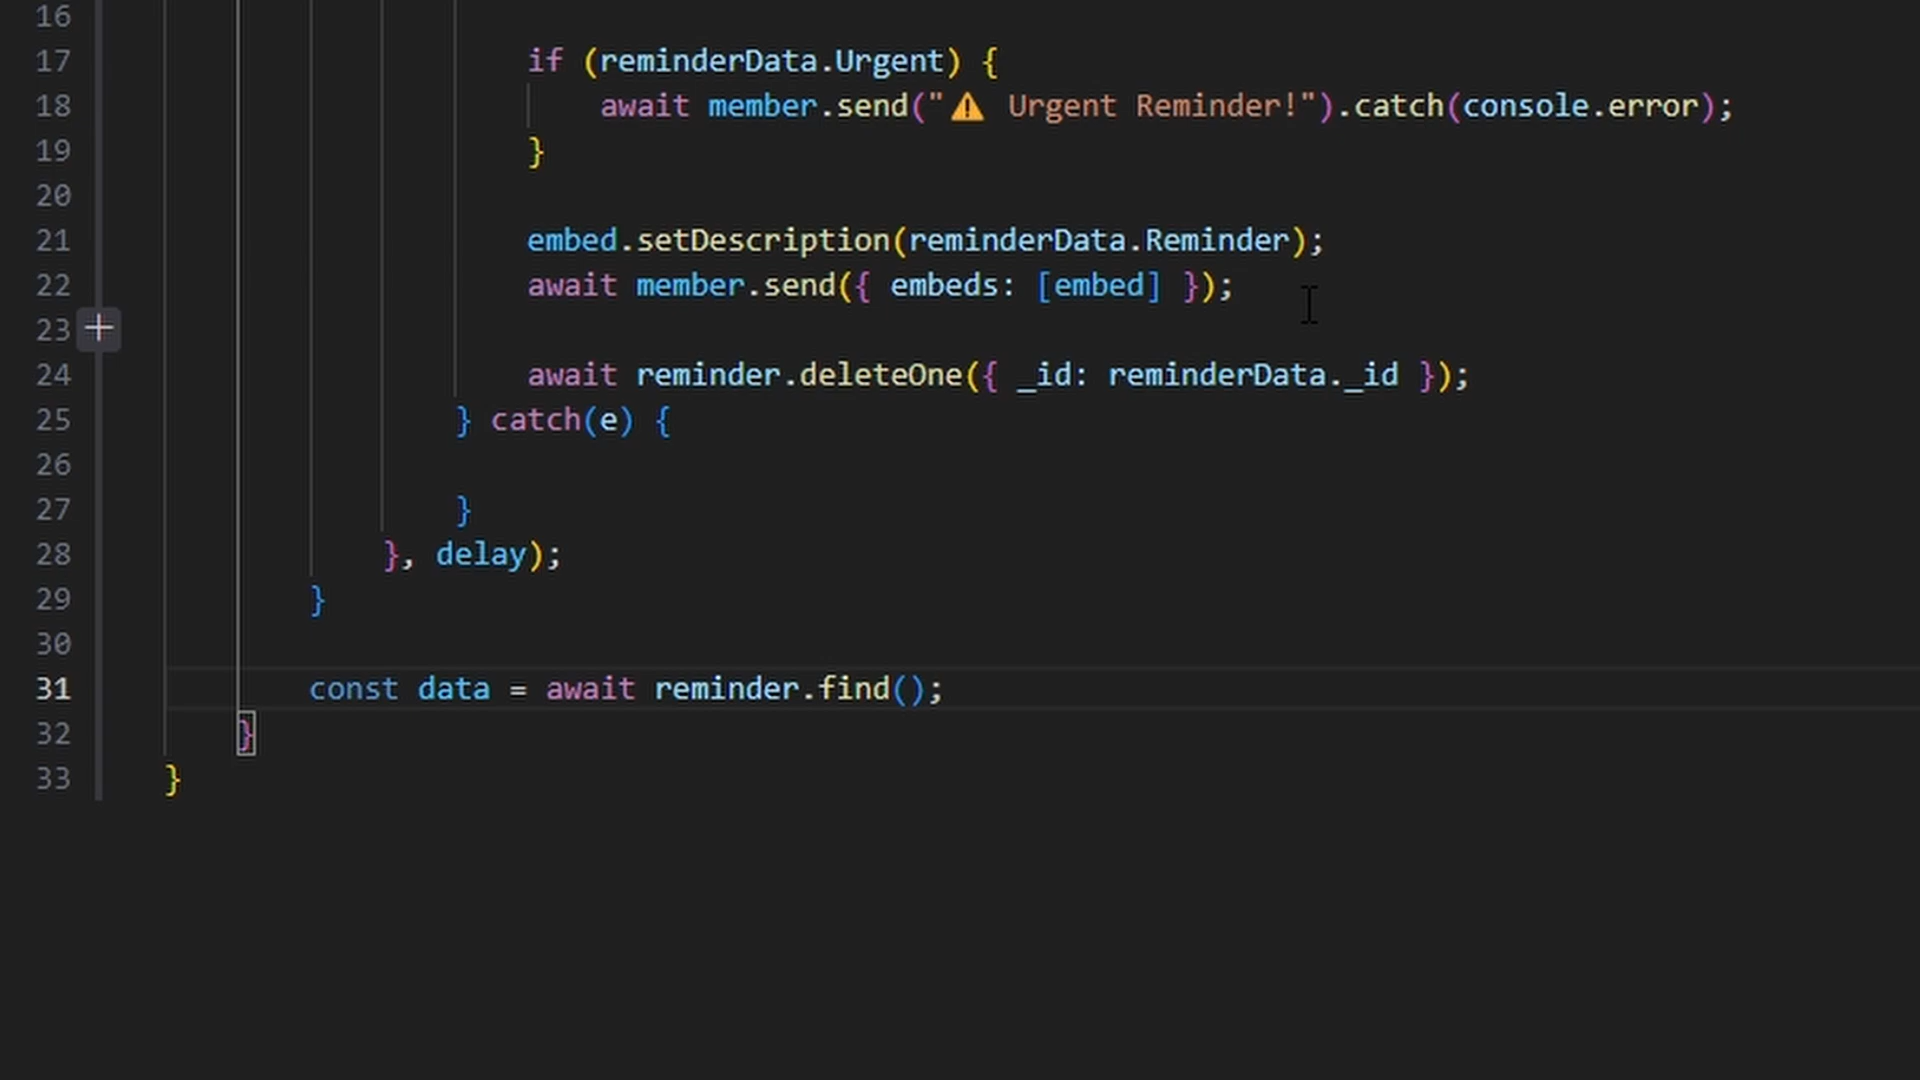 16
17 if (reminderData.Urgent) {
18 await member.send("⚠️ Urgent Reminder!").catch(console.error);
19 }
20
21 embed.setDescription(reminderData.Reminder);
22 await member.send({ embeds: [embed] });
23
24 await reminder.deleteOne({ _id: reminderData._id });
25 } catch(e) {
26
27 }
28 }, delay);
29 }
30
31 const data = await reminder.find();
32 }
33 }